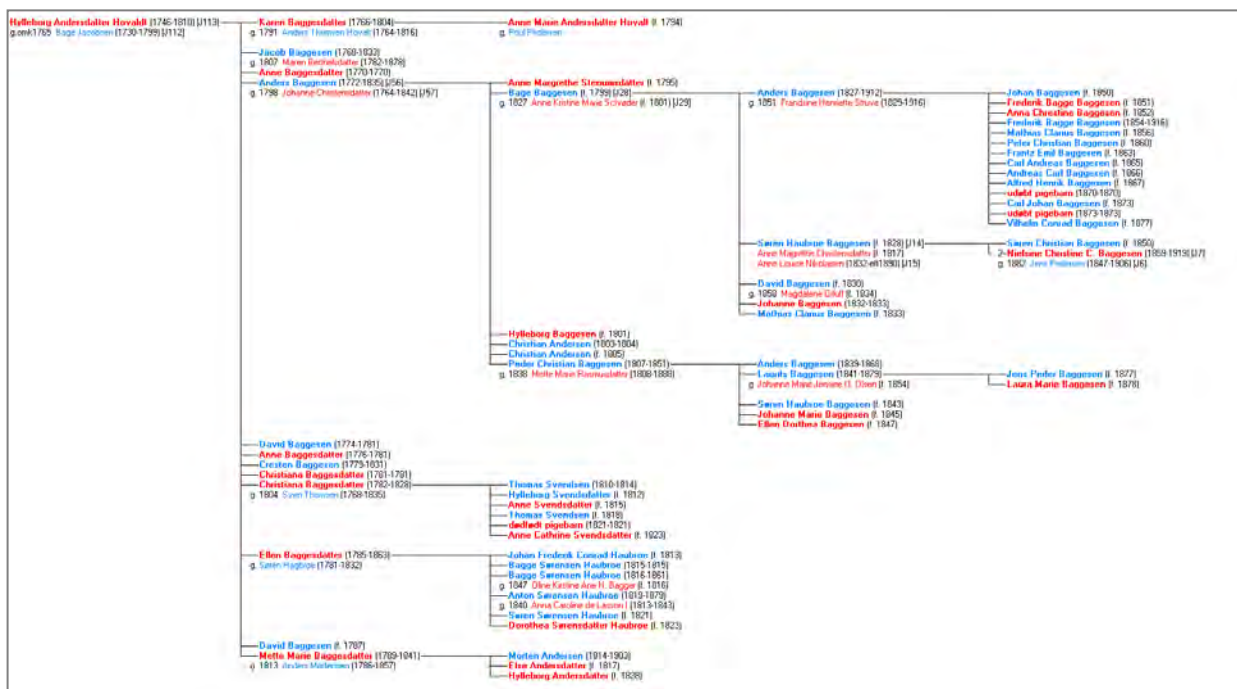 Hylleborg Andersdatter Hovaldt (1746-1810) [J113]
g.omk1765 Bage Jacobsen (1730-1799) [J112]
Karen Baggesdatter (1766-1804)
g. 1791 Anders Thomsen Hovalt (1764-1816)
Anne Marie Andersdatter Hovalt (f. 1794)
g. Poul Pedersen
Jacob Baggesen (1768-1833)
g. 1807 Maren Berthelsdatter (1782-1878)
Anne Baggesdatter (1770-1770)
Anders Baggesen (1772-1835) [J56]
g. 1798 Johanne Christensdatter (1764-1842) [J57]
Anne Margrethe Stensmsdatter (f. 1795)
Bage Baggesen (f. 1799) [J28]
g. 1827 Anne Kristine Marie Schrøder (f. 1801) [J29]
Anders Baggesen (1827-1912)
g. 1851 Frandsine Henriette Struve (1825-1916)
Johan Baggesen (f. 1850)
Frederik Bagge Baggesen (f. 1851)
Anna Chrestine Baggesen (f. 1852)
Frederik Bagge Baggesen (1854-1916)
Mathias Clanus Baggesen (f. 1856)
Peter Christian Baggesen (f. 1860)
Frantz Emil Baggesen (f. 1863)
Carl Andreas Baggesen (f. 1865)
Andreas Carl Baggesen (f. 1866)
Alfred Henrik Baggesen (f. 1867)
udøbt pigebarn (1870-1870)
Carl Johan Baggesen (f. 1873)
udøbt pigebarn (1873-1873)
Vilhelm Conrad Baggesen (f. 1877)
Søren Haubroe Baggesen (f. 1828) [J14]
Anne Magrethe Christensdatter (f. 1817)
Anne Louise Nikolajsen (1832-eft1890) [J15]
Søren Christian Baggesen (f. 1850)
2- Nielsine Christine C. Baggesen (1859-1919) [J7]
g. 1882 Jens Pedersen (1847-1906) [J6]
David Baggesen (f. 1830)
g. 1858 Magdalene (f. 1834)
Johanne Baggesen (1832-1833)
Mathias Clanus Baggesen (f. 1833)
Hylleborg Baggesen (f. 1801)
Christian Andersen (1803-1804)
Christian Andersen (f. 1805)
Peder Christian Baggesen (1807-1851)
g. 1838 Mette Marie Rasmusdatter (1808-1888)
Anders Baggesen (1839-1868)
Laurits Baggesen (1841-1879)
g. Johanne Marie Jensine O. Olsen (f. 1854)
Jens Peder Baggesen (f. 1877)
Laura Marie Baggesen (f. 1878)
Søren Haubroe Baggesen (f. 1843)
Johanne Marie Baggesen (f. 1845)
Ellen Dorthea Baggesen (f. 1847)
David Baggesen (1774-1781)
Anne Baggesdatter (1776-1781)
Cresten Baggesen (1779-1831)
Christiana Baggesdatter (1781-1781)
Christiana Baggesdatter (1782-1828)
g. 1804 Sven Thomsen (1768-1835)
Thomas Svendsen (1810-1814)
Hylleborg Svendsdatter (f. 1812)
Anne Svendsdatter (f. 1815)
Thomas Svendsen (f. 1818)
dødfødt pigebarn (1821-1821)
Anne Cathrine Svendsdatter (f. 1823)
Ellen Baggesdatter (1785-1863)
g. Søren Hagbroe (1781-1832)
Johan Frederik Conrad Haubroe (f. 1813)
Bagge Sørensen Haubroe (1815-1815)
Bagge Sørensen Haubroe (1816-1861)
g. 1847 Oline Kirstine Ane N. Bagger (f. 1816)
Anton Sørensen Haubroe (1819-1879)
g. 1840 Anna Caroline de (1813-1843)
Søren Sørensen Haubroe (f. 1821)
Dorothea Sørensdatter Haubroe (f. 1823)
David Baggesen (f. 1787)
Mette Marie Baggesdatter (1789-1841)
g. 1813 Anders Mortensen (1786-1857)
Morten Andersen (1814-1903)
Else Andersdatter (f. 1817)
Hylleborg Andersdatter (f. 1828)